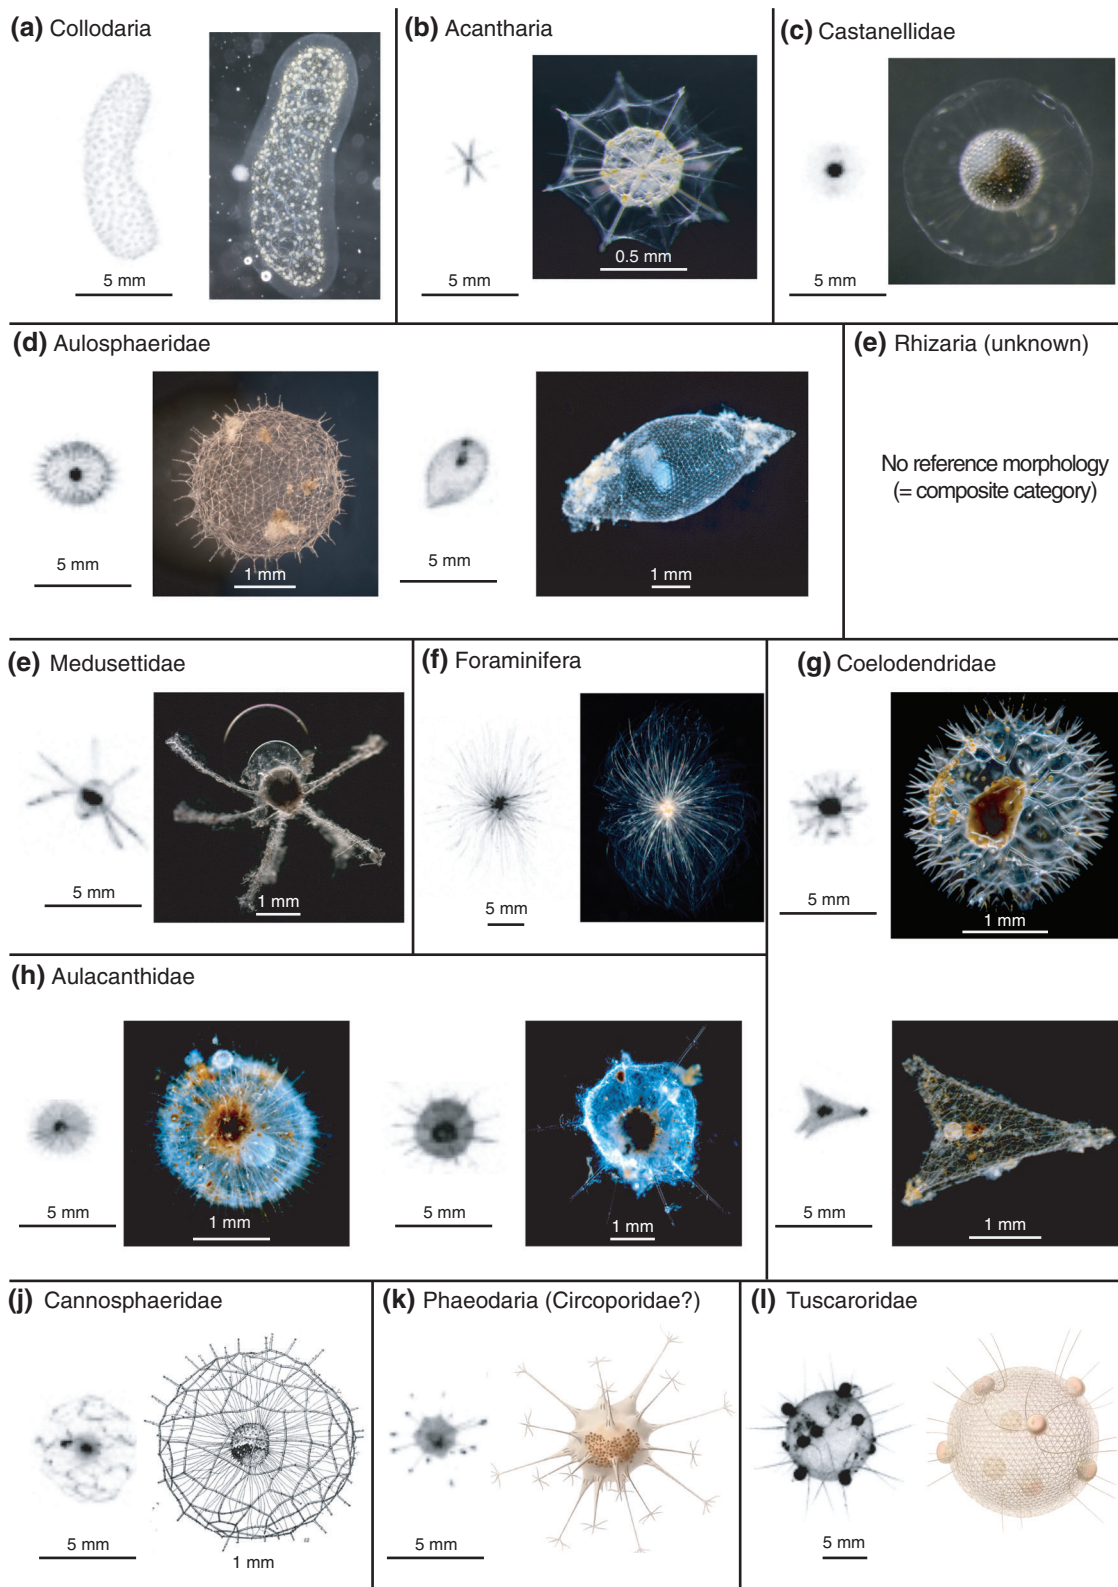 (a) Collodaria
5 mm
(b) Acantharia
5 mm
0.5 mm
(c) Castanellidae
5 mm
(d) Aulosphaeridae
5 mm
1 mm
5 mm
1 mm
(e) Rhizaria (unknown)
No reference morphology
(= composite category)
(e) Medusettidae
5 mm
1 mm
(f) Foraminifera
5 mm
(g) Coelodendridae
5 mm
1 mm
5 mm
1 mm
(h) Aulacanthidae
5 mm
1 mm
5 mm
1 mm
(j) Cannosphaeridae
5 mm
1 mm
(k) Phaeodaria (Circoporidae?)
5 mm
(l) Tuscaroridae
5 mm